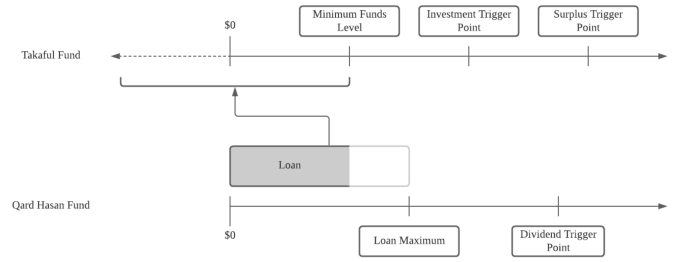 $0
Minimum Funds
Level
Investment Trigger
Point
Surplus Trigger
Point
Takaful Fund
Loan
Qard Hasan Fund
$0
Loan Maximum
Dividend Trigger
Point